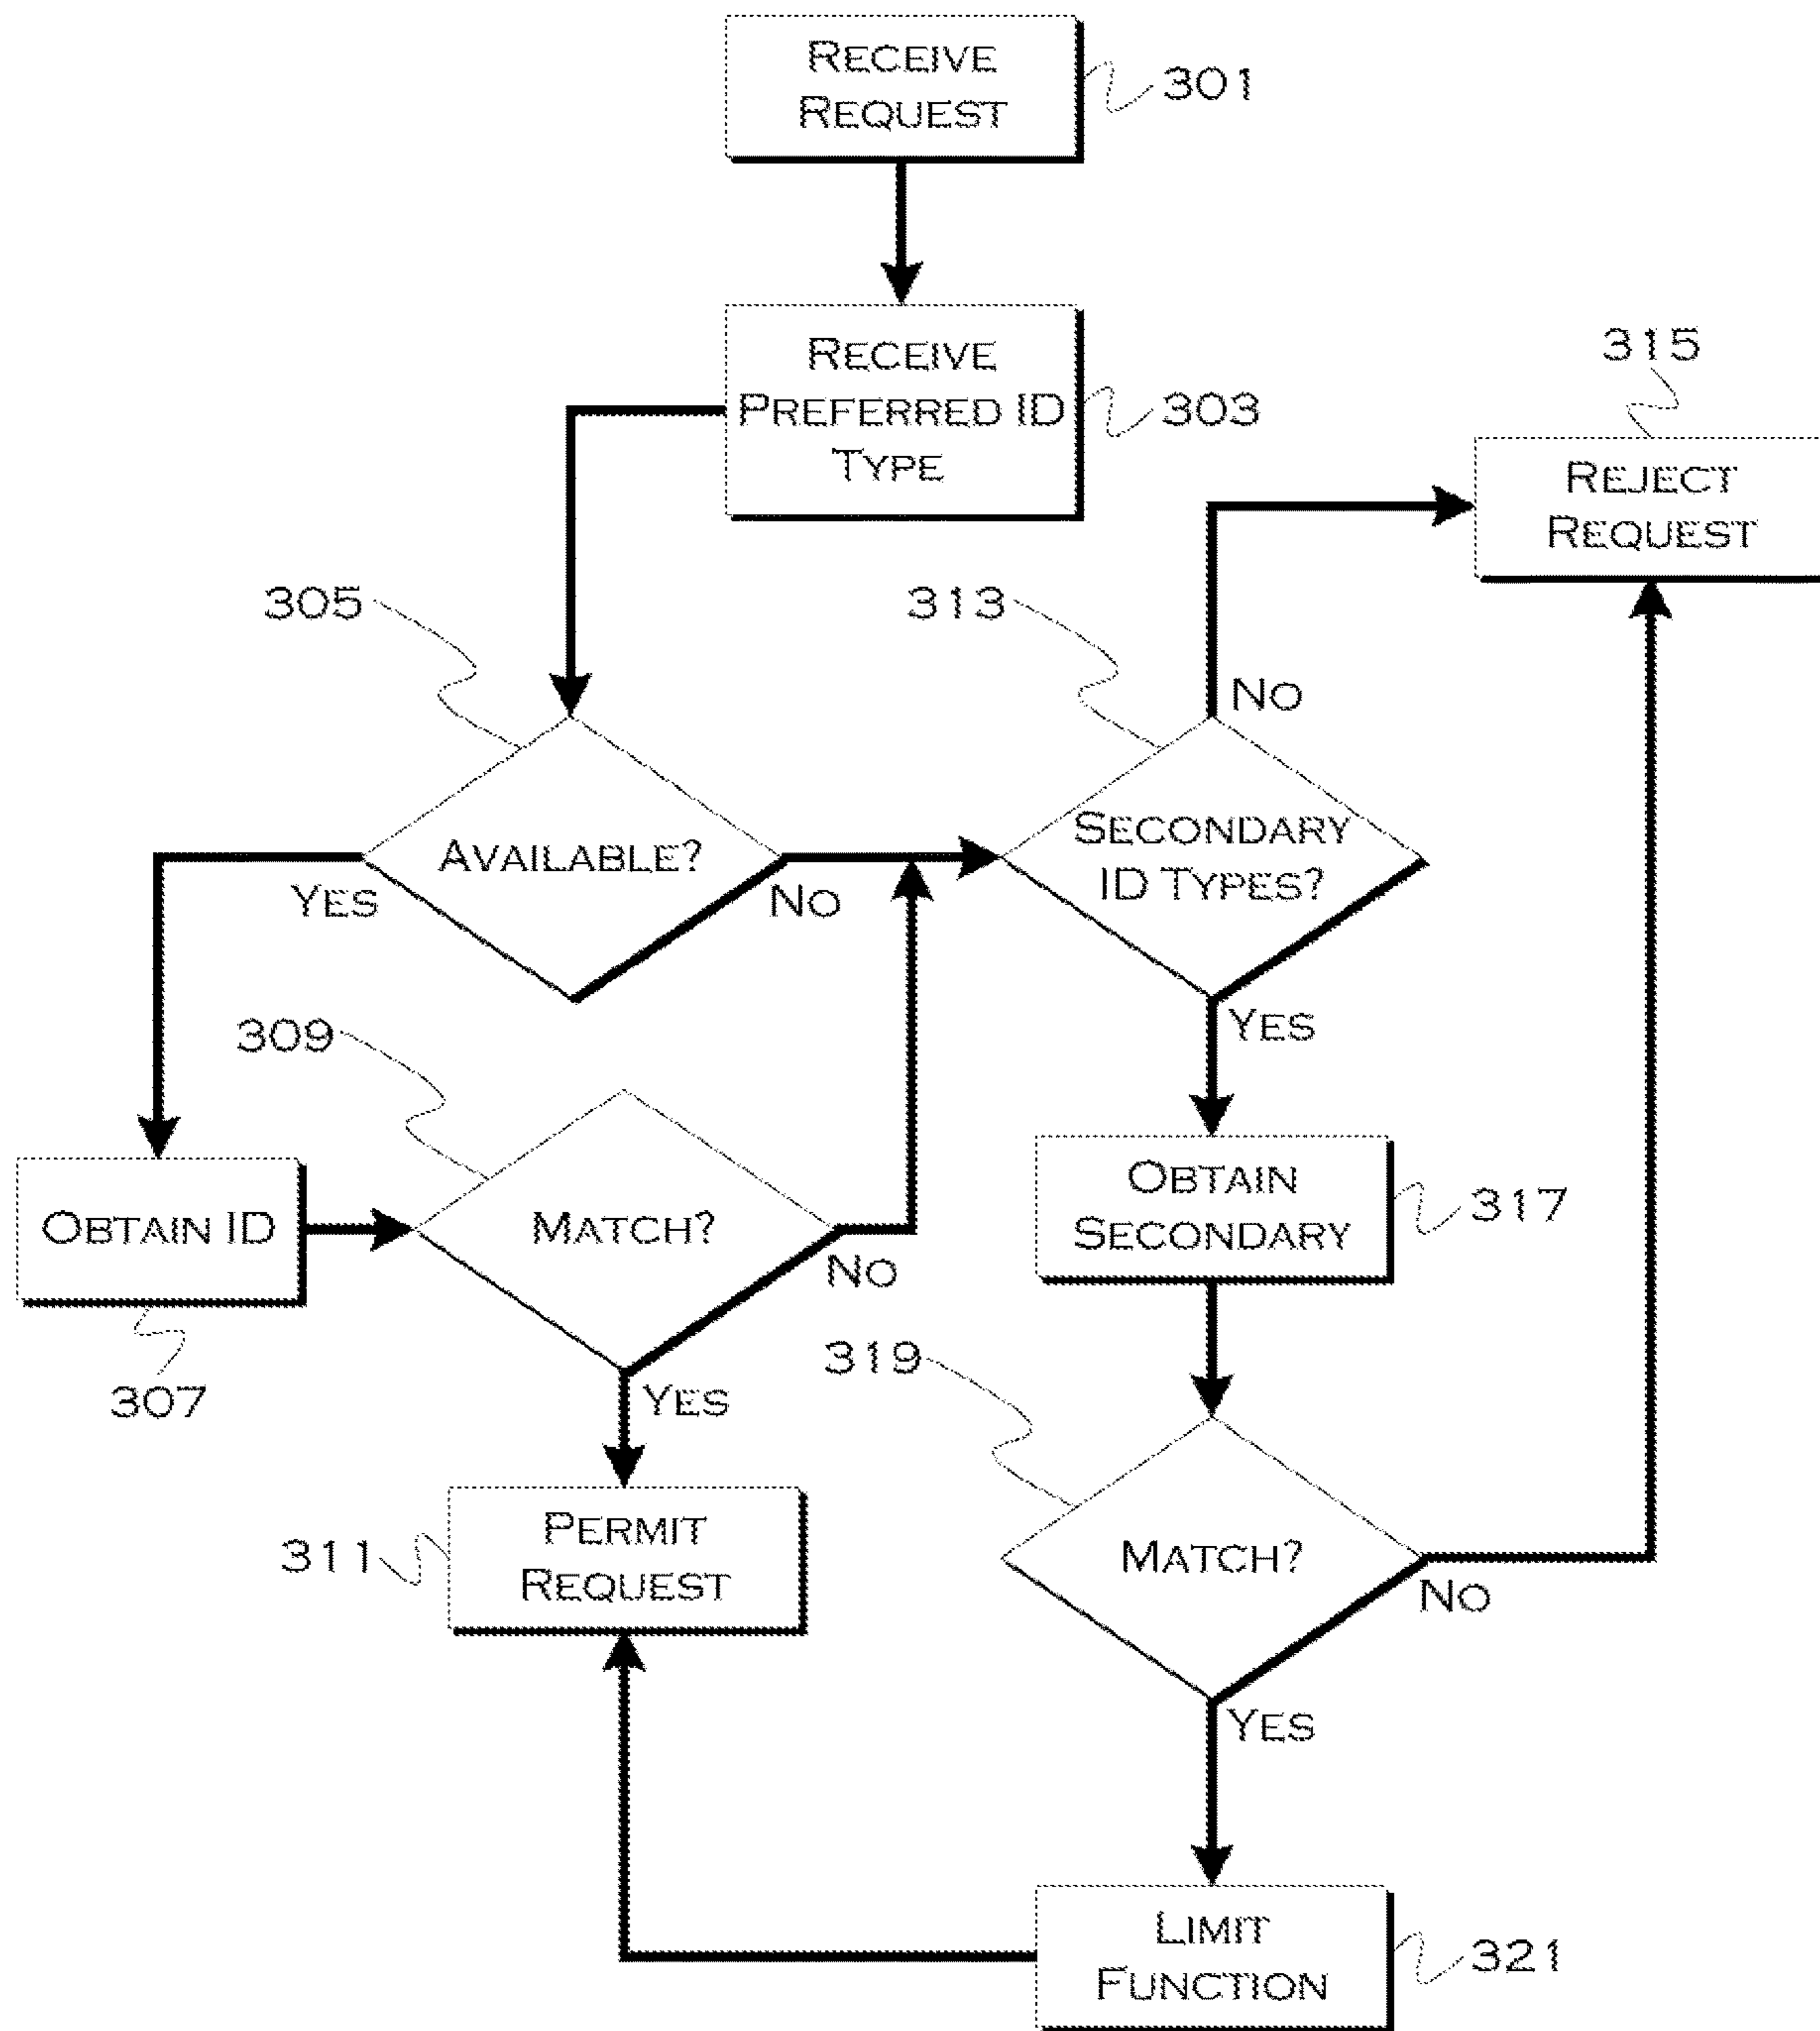 RECEIVE
REQUEST
301
RECEIVE
PREFERRED ID
TYPE
303
315
REJECT
REQUEST
305
313
NO
AVAILABLE?
YES
NO
SECONDARY
ID TYPES?
YES
309
OBTAIN ID
307
MATCH?
NO
YES
OBTAIN
SECONDARY
317
319
PERMIT
REQUEST
311
MATCH?
NO
YES
LIMIT
FUNCTION
321